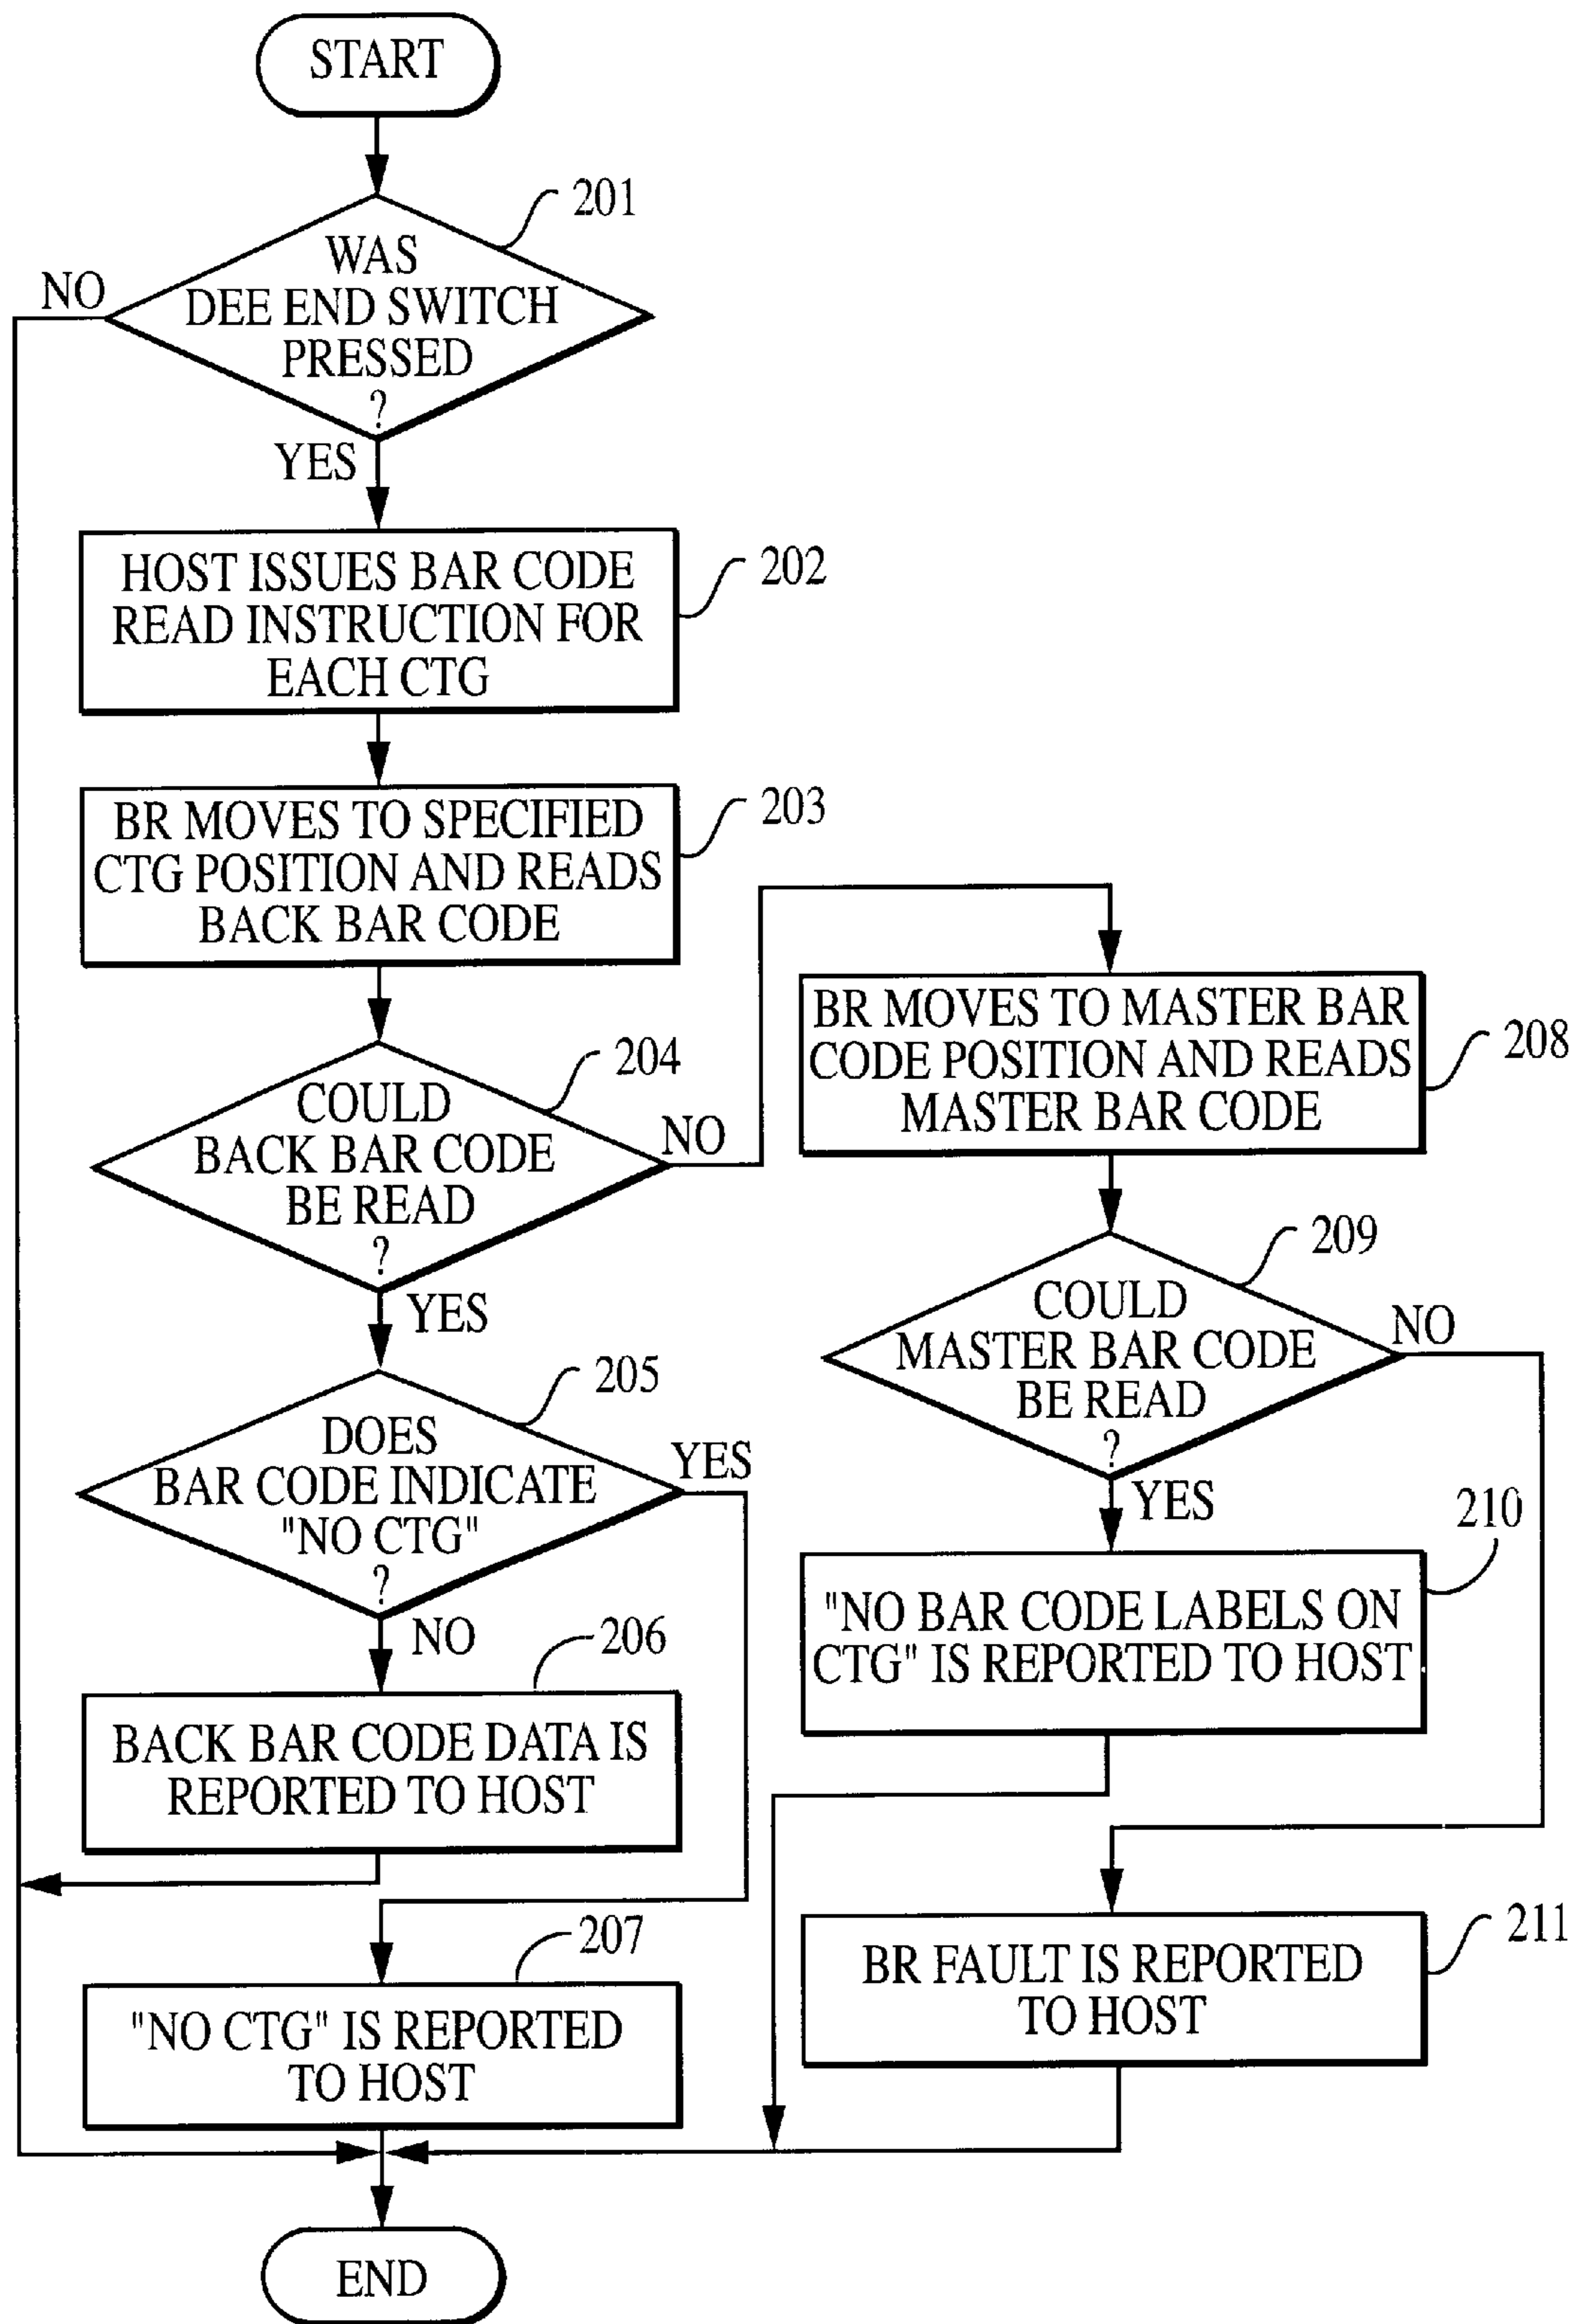 START
201
WAS
DEE END SWITCH
PRESSED
?
NO
YES
HOST ISSUES BAR CODE
READ INSTRUCTION FOR
EACH CTG
202
BR MOVES TO SPECIFIED
CTG POSITION AND READS
BACK BAR CODE
203
COULD
BACK BAR CODE
BE READ
?
204
NO
YES
DOES
BAR CODE INDICATE
"NO CTG"
?
205
YES
NO
206
BACK BAR CODE DATA IS
REPORTED TO HOST
207
"NO CTG" IS REPORTED
TO HOST
BR MOVES TO MASTER BAR
CODE POSITION AND READS
MASTER BAR CODE
208
209
COULD
MASTER BAR CODE
BE READ
?
NO
YES
210
"NO BAR CODE LABELS ON
CTG" IS REPORTED TO HOST
BR FAULT IS REPORTED
TO HOST
211
END